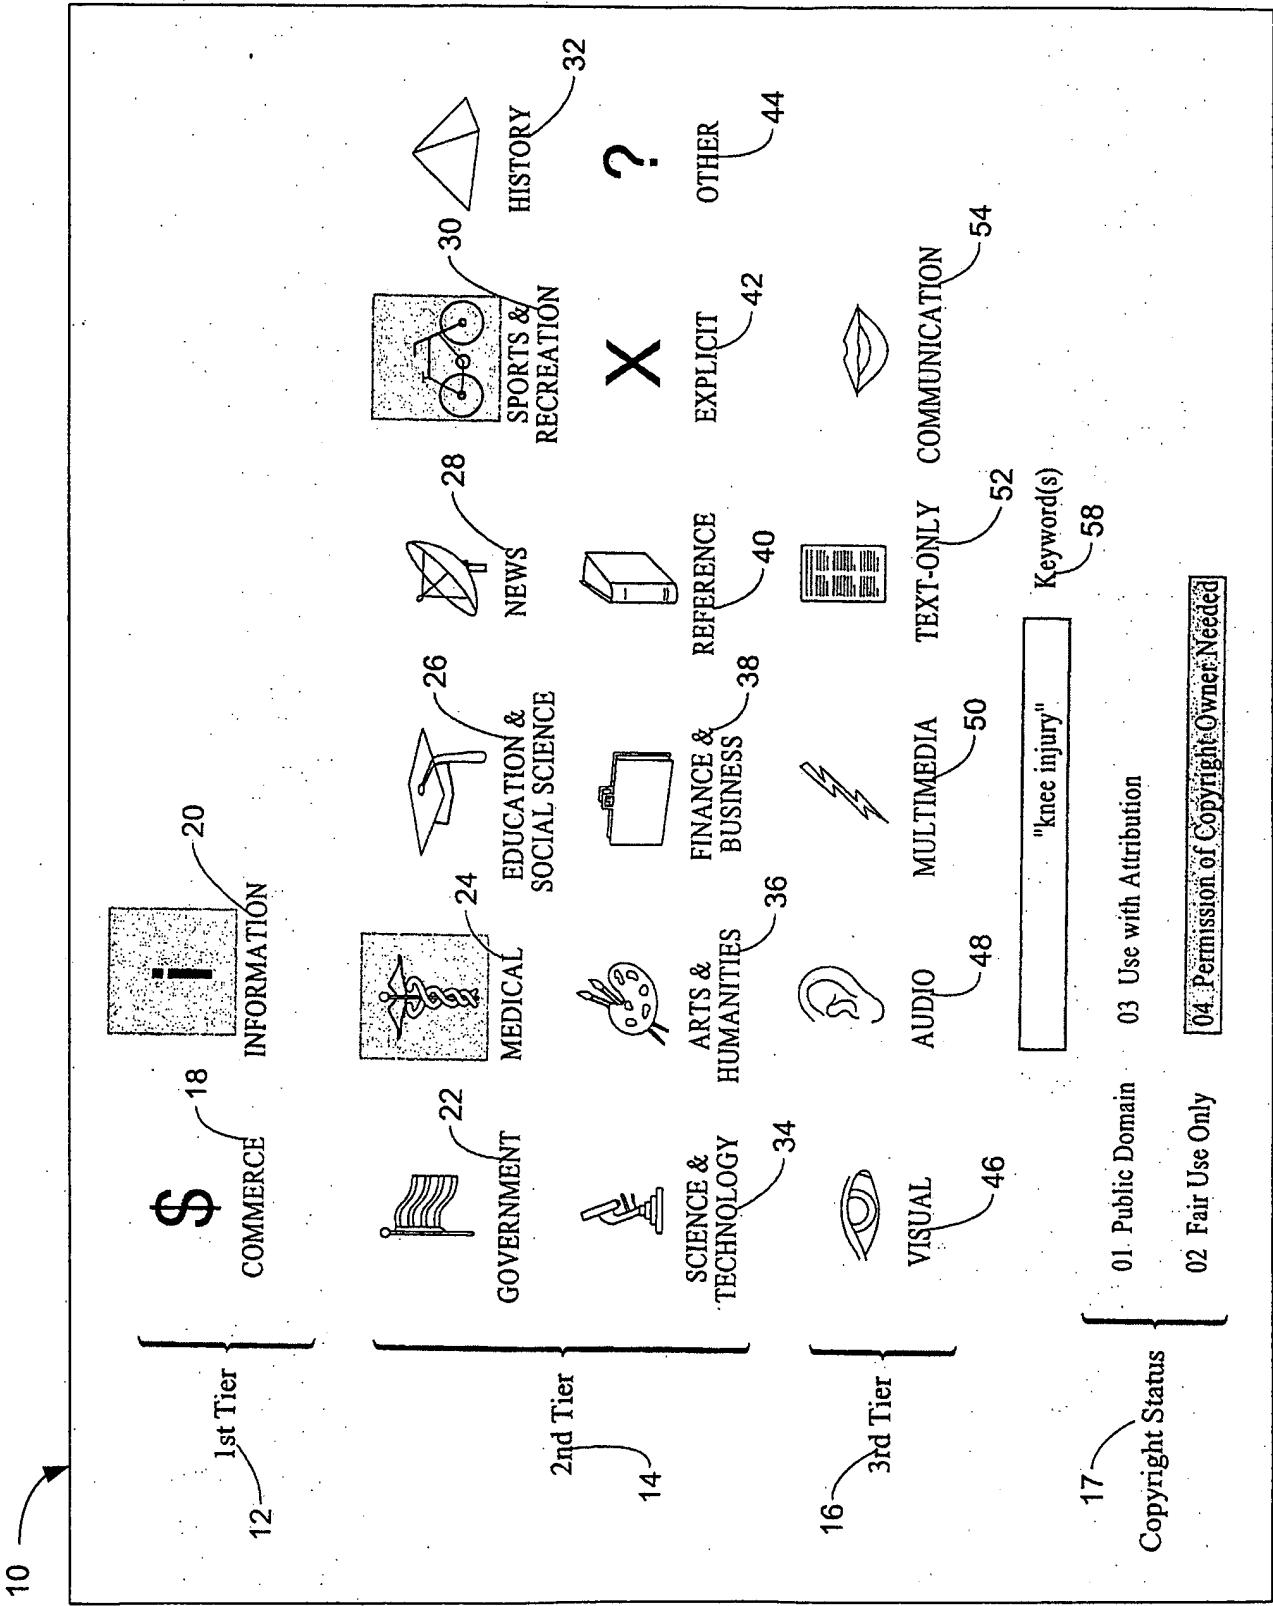 10
1st Tier
12
$
COMMERCE
18
i
INFORMATION
20
2nd Tier
14
GOVERNMENT
22
MEDICAL
24
EDUCATION &
SOCIAL SCIENCE
26
NEWS
28
SPORTS &
RECREATION
30
HISTORY
32
SCIENCE &
TECHNOLOGY
34
ARTS &
HUMANITIES
36
FINANCE &
BUSINESS
38
REFERENCE
40
X
EXPLICIT
42
?
OTHER
44
3rd Tier
16
VISUAL
46
AUDIO
48
MULTIMEDIA
50
TEXT-ONLY
52
COMMUNICATION
54
"knee injury"
Keyword(s)
58
17
Copyright Status
01 Public Domain
03 Use with Attribution
02 Fair Use Only
04 Permission of Copyright Owner Needed